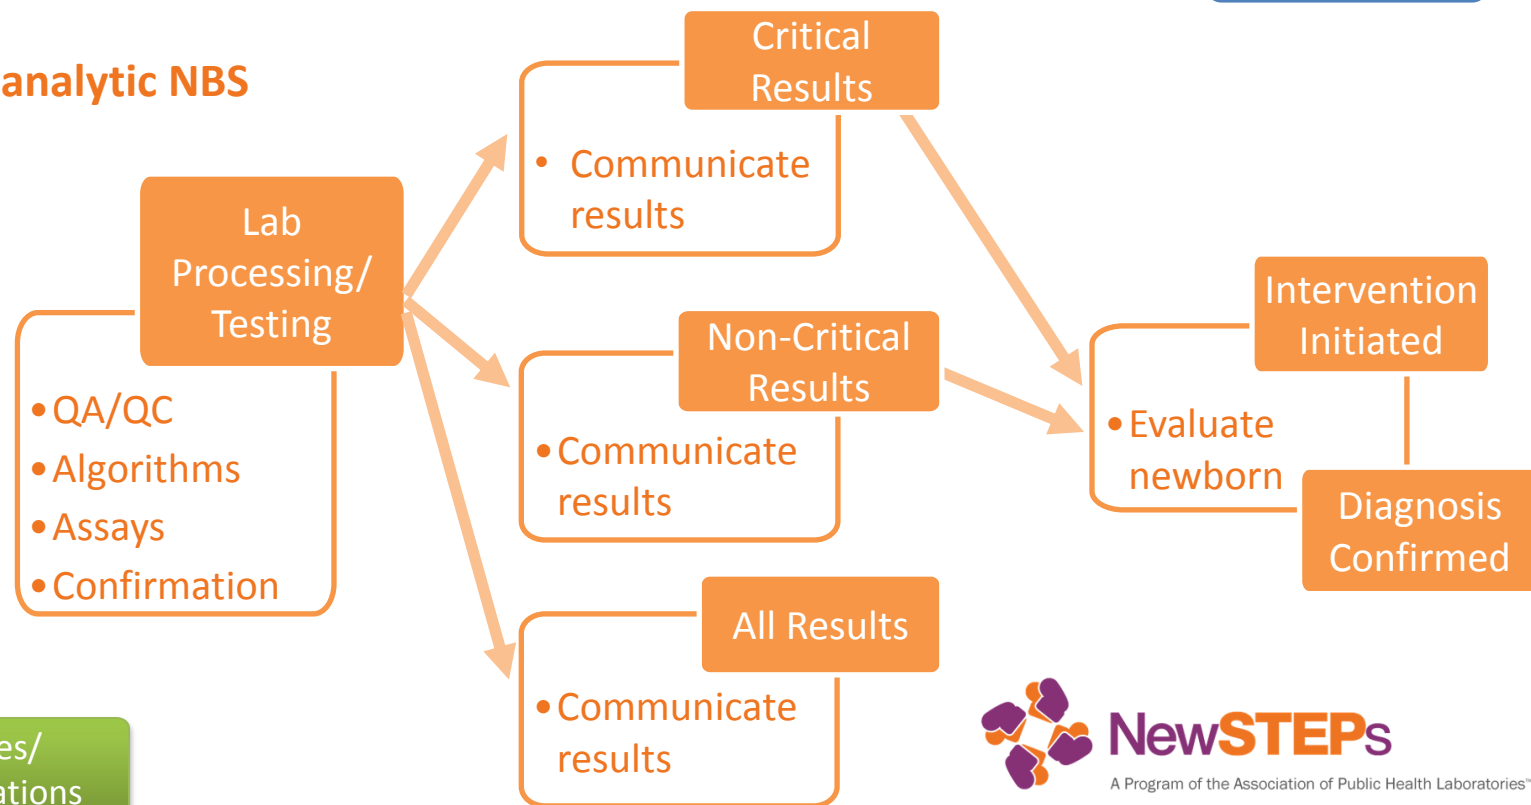 analytic NBS
Critical
Results
• Communicate
results
Lab
Processing/
Testing
•QA/QC
•Algorithms
•Assays
•Confirmation
Non-Critical
Results
•Communicate
results
All Results
•Communicate
results
Intervention
Initiated
•Evaluate
newborn
Diagnosis
Confirmed
es/
ations
NewSTEPs
A Program of the Association of Public Health Laboratories™